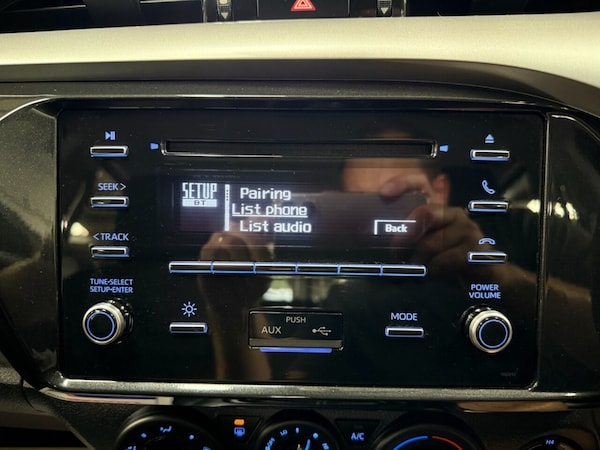 SEEK >
< TRACK
TUNE•SELECT
SETUP•ENTER
SETUP
BT
Pairing
List phone
List audio
Back
PUSH
AUX
MODE
POWER
VOLUME
A/C